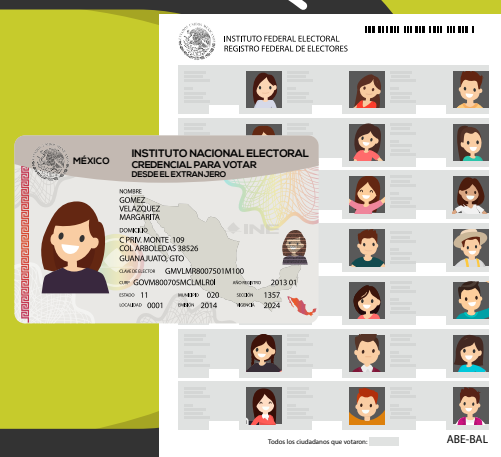 INSTITUTO FEDERAL ELECTORAL
REGISTRO FEDERAL DE ELECTORES
MÉXICO
INSTITUTO NACIONAL ELECTORAL
CREDENCIAL PARA VOTAR
DESDE EL EXTRANJERO
NOMBRE
GOMEZ
VELAZQUEZ
MARGARITA
DOMICILIO
C PRIV. MONTE 109
COL ARBOLEDAS 38526
GUANAJUATO, GTO
INE
CLAVE DE ELECTOR GMVLMR8007501M100
CURP GOVM800705MCLMLR0I AÑO REGISTRO 2013 01
ESTADO 11 MUNICIPIO 020 SECCIÓN 1357
LOCALIDAD 0001 EMISIÓN 2014 VIGENCIA 2024
Todos los ciudadanos que votaron:
ABE-BAL